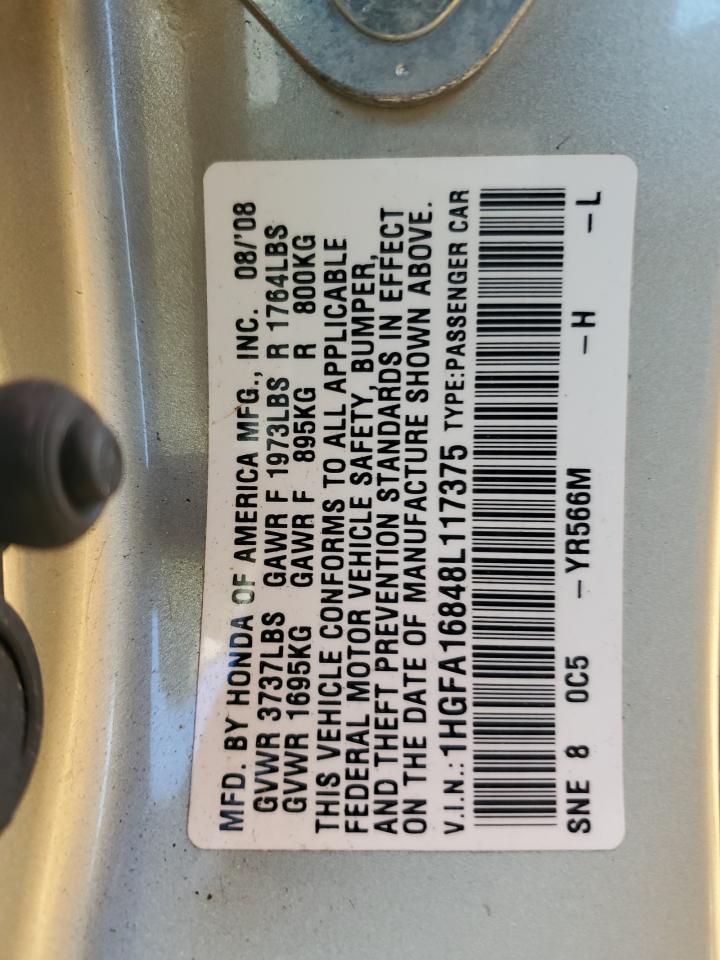 MFD. BY HONDA OF AMERICA MFG., INC. 08/'08
GVWR 3737LBS GAWR F 1973LBS R 1764LBS
GVWR 1695KG GAWR F 895KG R 800KG
THIS VEHICLE CONFORMS TO ALL APPLICABLE
FEDERAL MOTOR VEHICLE SAFETY, BUMPER,
AND THEFT PREVENTION STANDARDS IN EFFECT
ON THE DATE OF MANUFACTURE SHOWN ABOVE.
V.I.N.:1HGFA16848L117375 TYPE:PASSENGER CAR
SNE 8 0C5 -YR566M -H -L